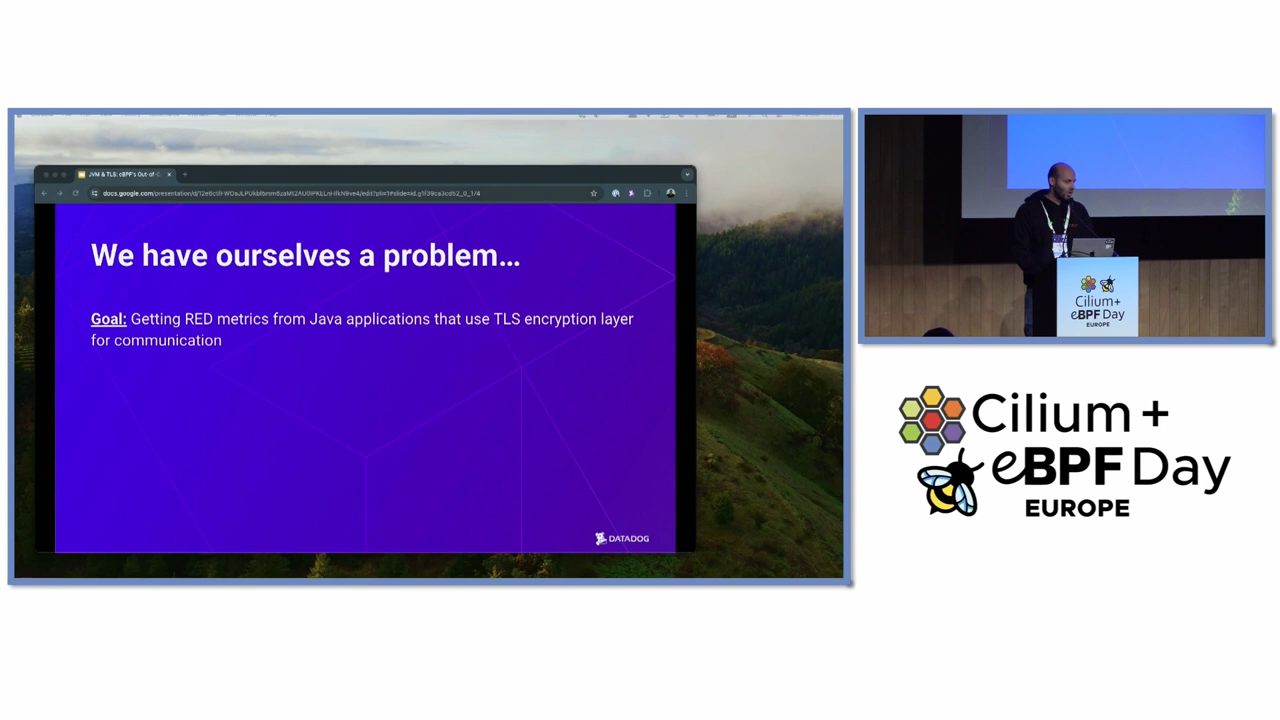 JVM & TLS: eBPF's Out-of-
We have ourselves a problem…
Goal: Getting RED metrics from Java applications that use TLS encryption layer
for communication
DATADOG
Cilium+
eBPF Day
EUROPE
Cilium +
eBPF Day
EUROPE